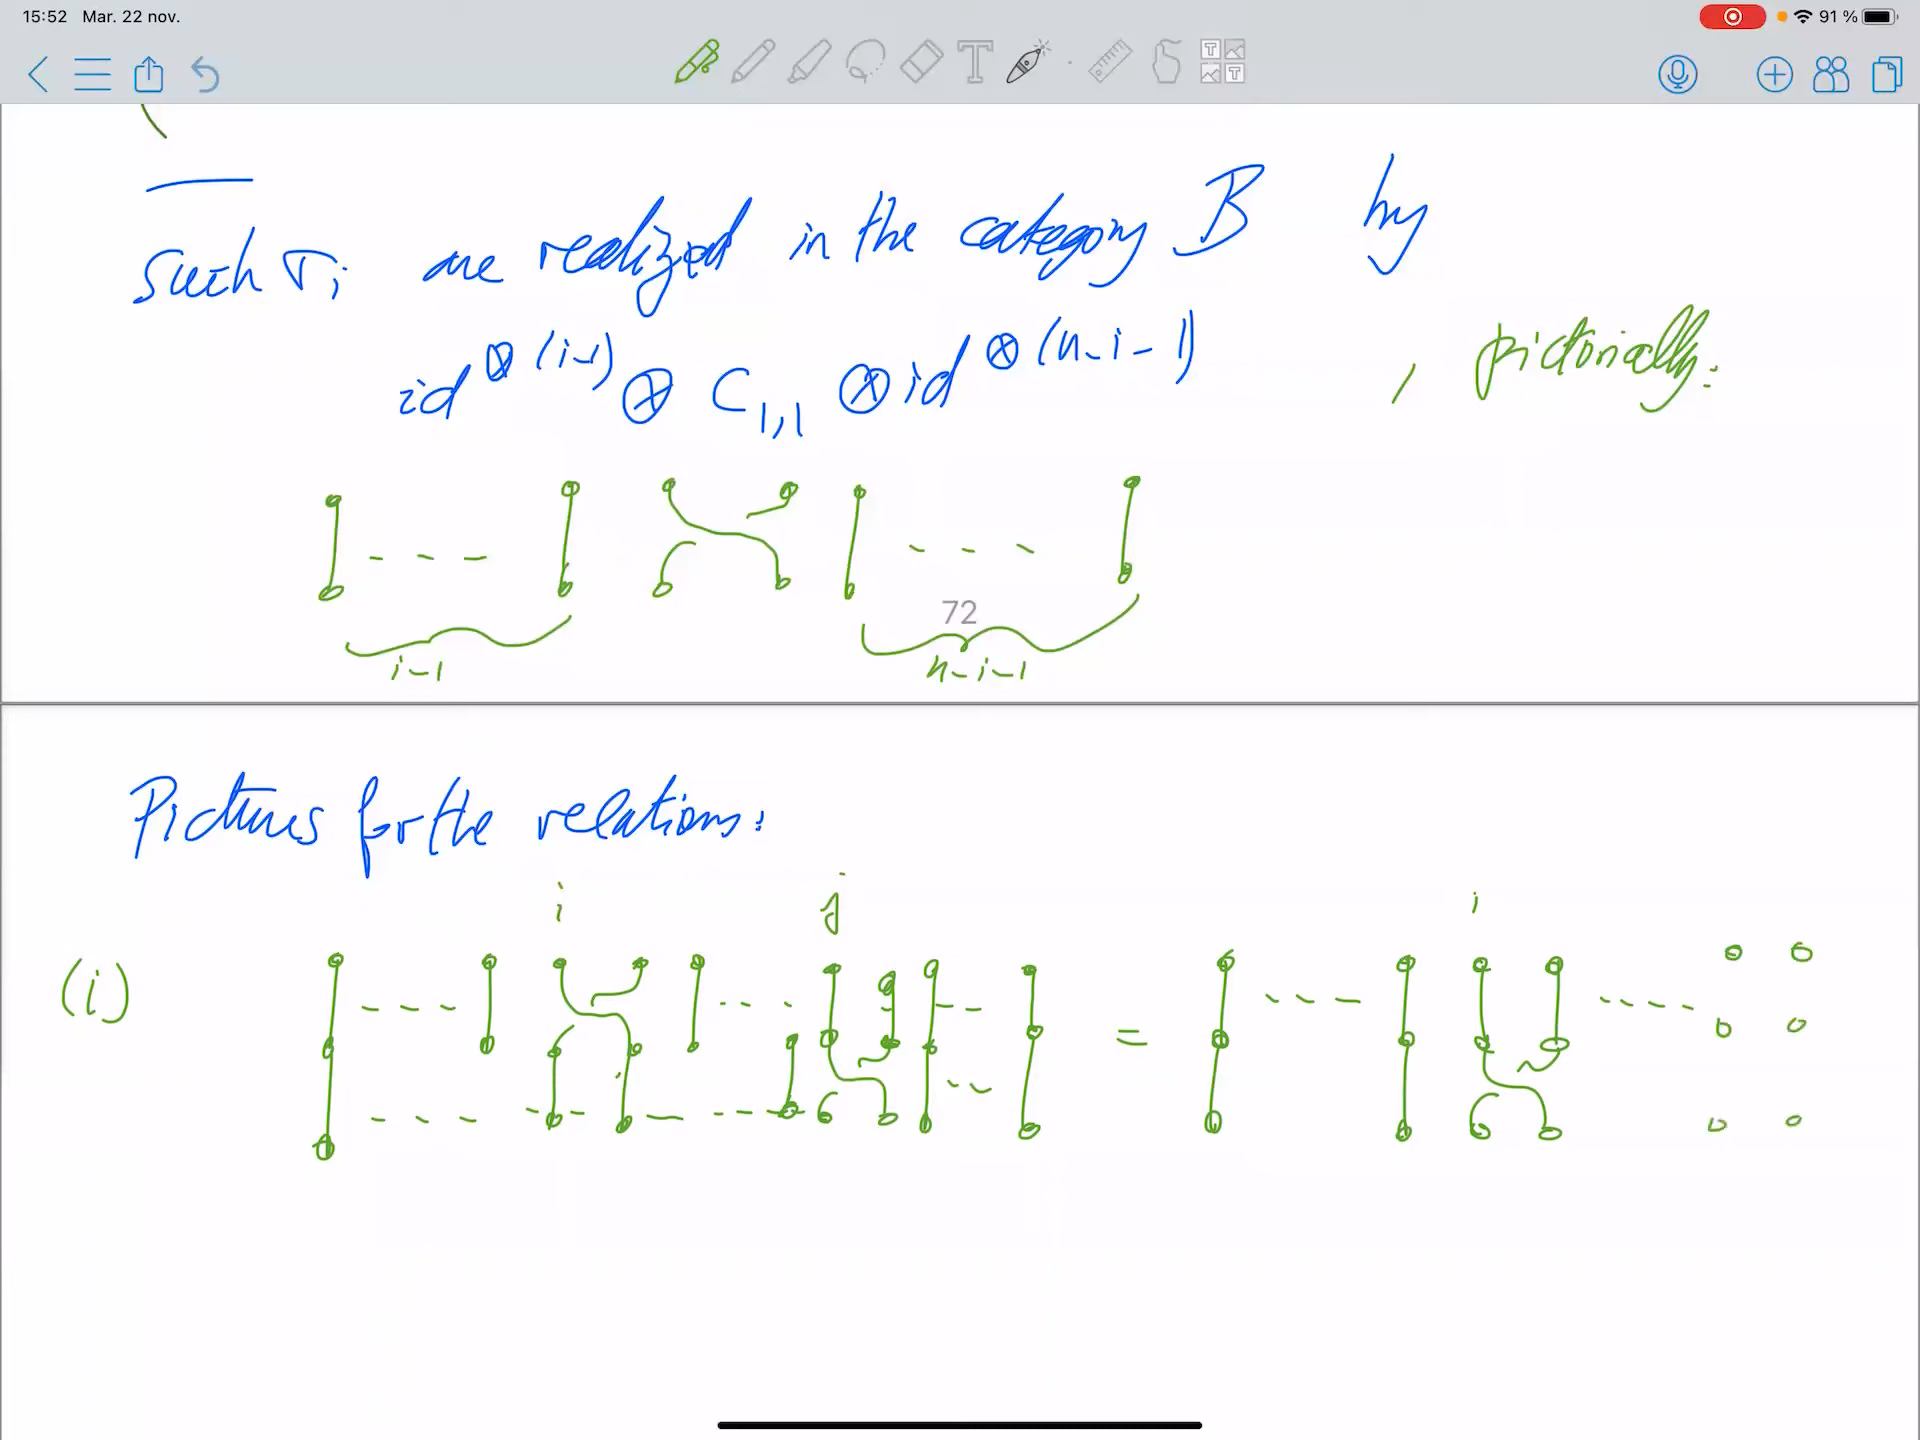 15:52 Mar. 22 nov. 91 %
such σi are realized in the category B by
id⊗(i-1) ⊗ C1,1 ⊗ id⊗(n-i-1) , pictorially:
72
i-1 n-i-1
Pictures for the relations:
i j i
(i) =